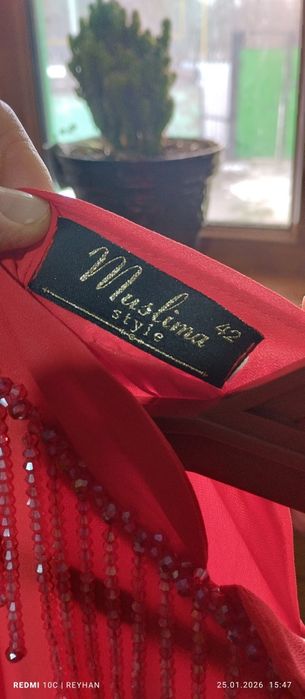 Muslima
style
42
REDMI 10C | REYHAN
25.01.2026 15:47